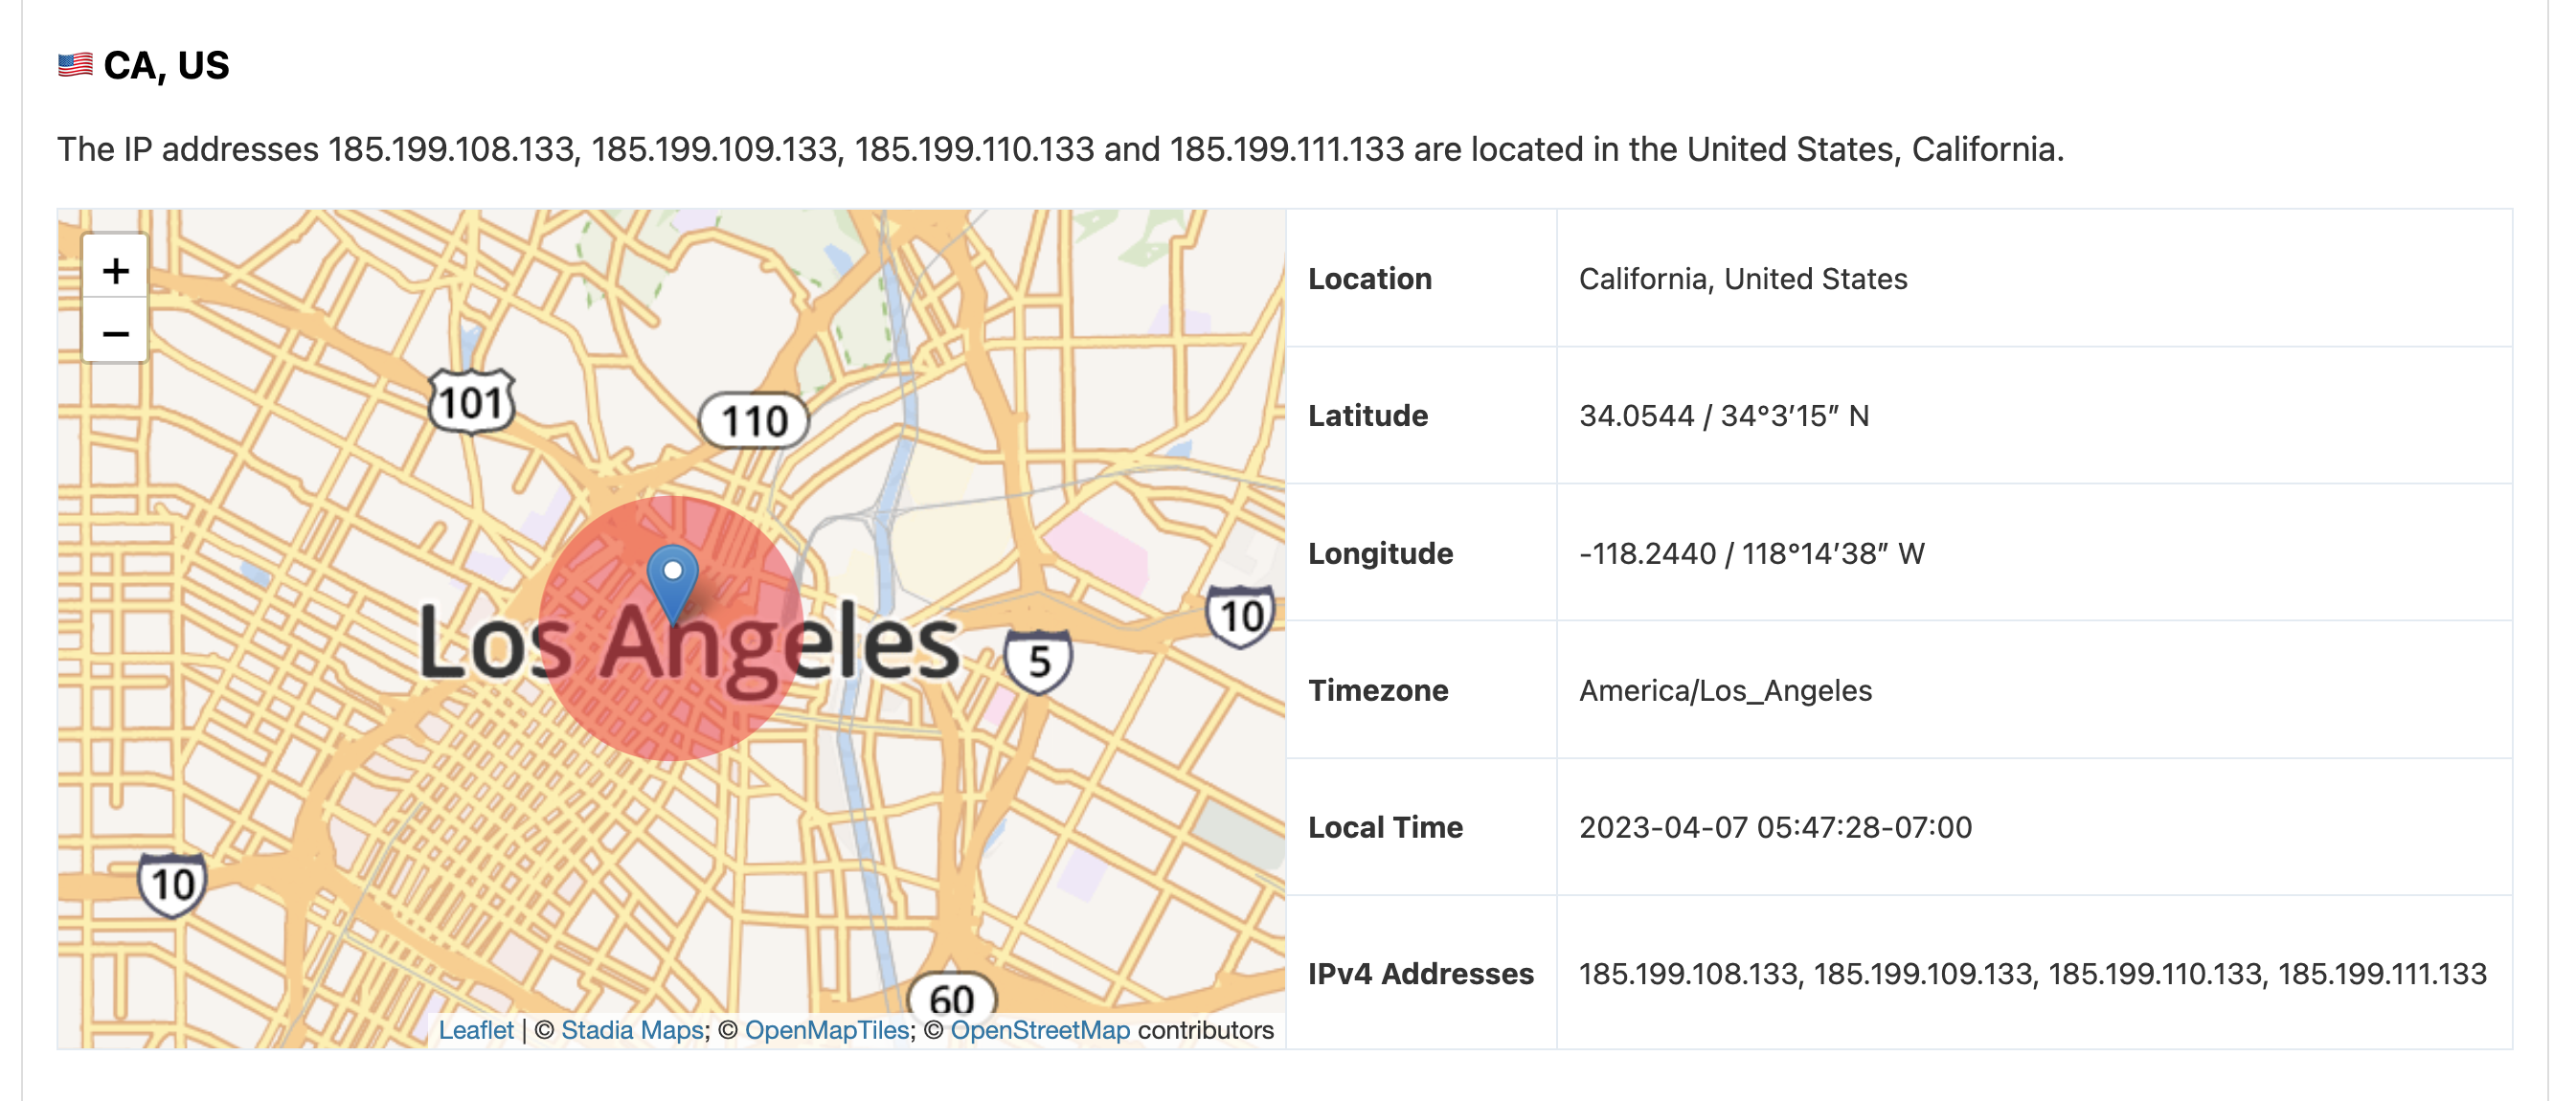 CA, US
The IP addresses 185.199.108.133, 185.199.109.133, 185.199.110.133 and 185.199.111.133 are located in the United States, California.
+
−
101
110
Los Angeles
10
5
10
60
Leaflet | © Stadia Maps; © OpenMapTiles; © OpenStreetMap contributors
Location California, United States
Latitude 34.0544 / 34°3′15″ N
Longitude -118.2440 / 118°14′38″ W
Timezone America/Los_Angeles
Local Time 2023-04-07 05:47:28-07:00
IPv4 Addresses 185.199.108.133, 185.199.109.133, 185.199.110.133, 185.199.111.133